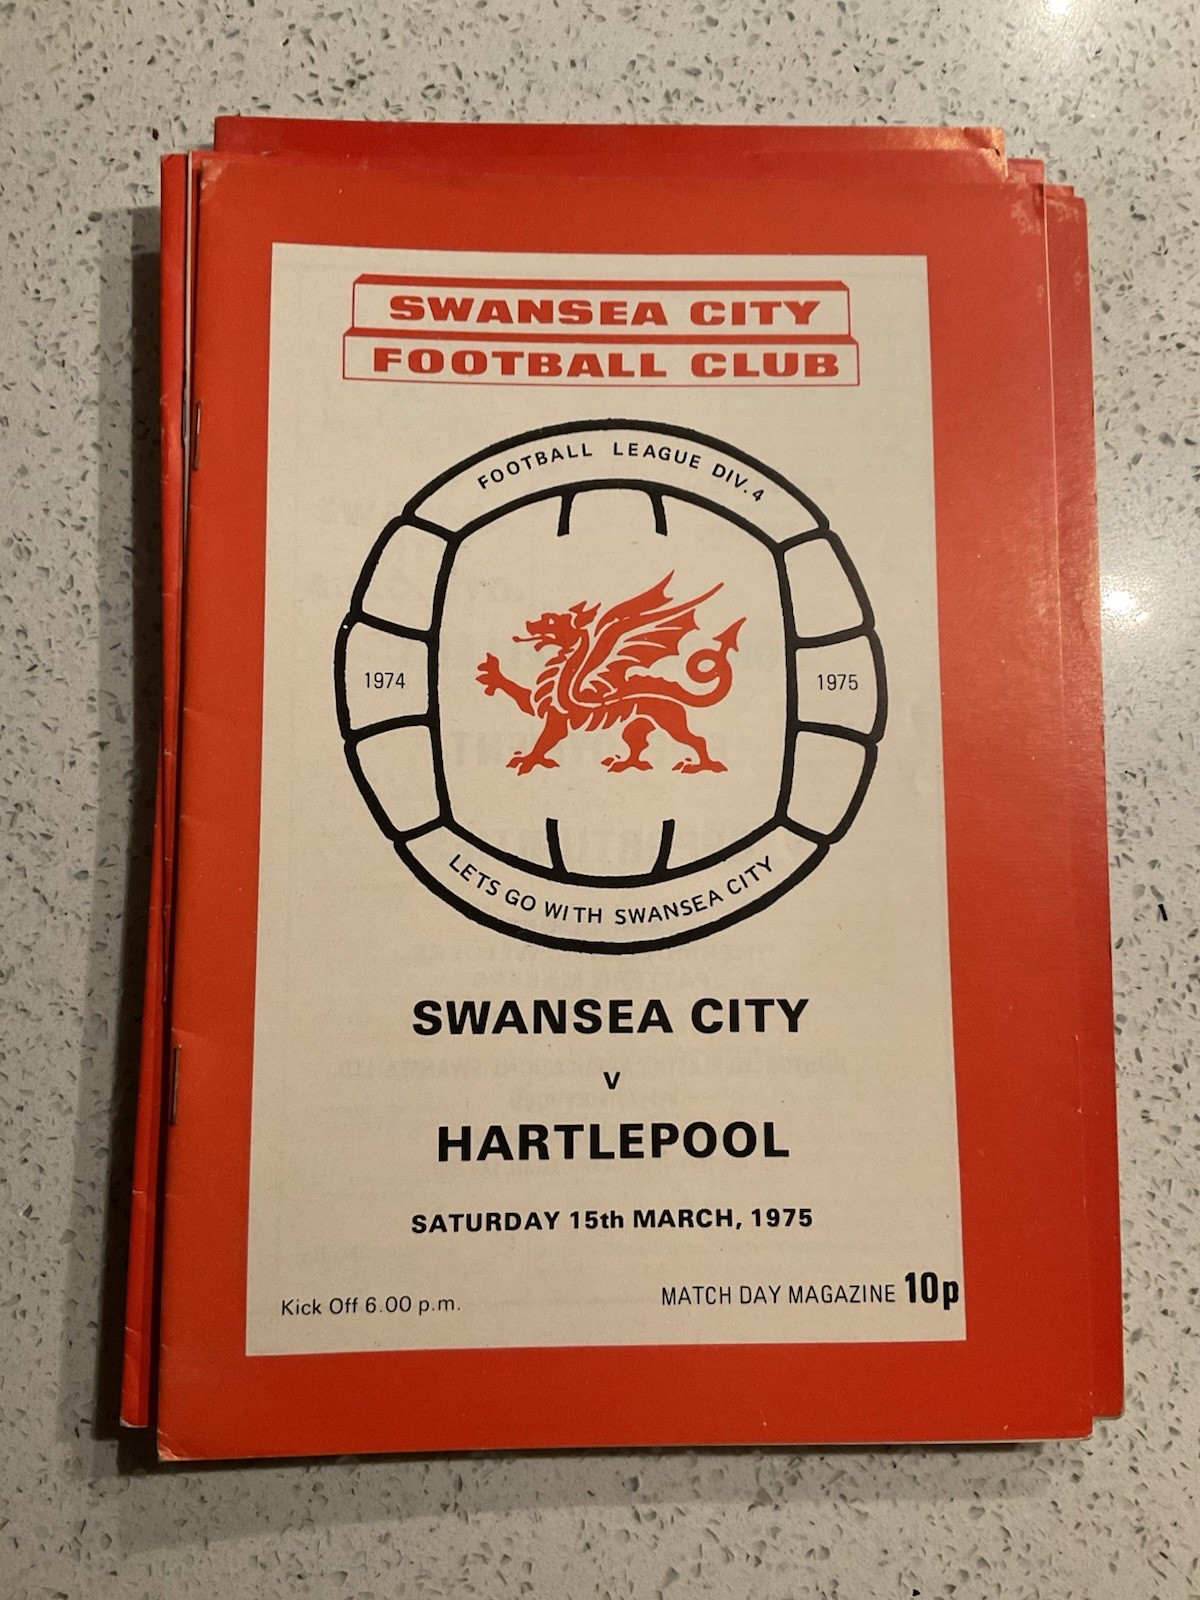 SWANSEA CITY
FOOTBALL CLUB
FOOTBALL LEAGUE DIV.4
1974
1975
LETS GO WITH SWANSEA CITY
SWANSEA CITY
v
HARTLEPOOL
SATURDAY 15th MARCH, 1975
Kick Off 6.00 p.m.
MATCH DAY MAGAZINE 10p